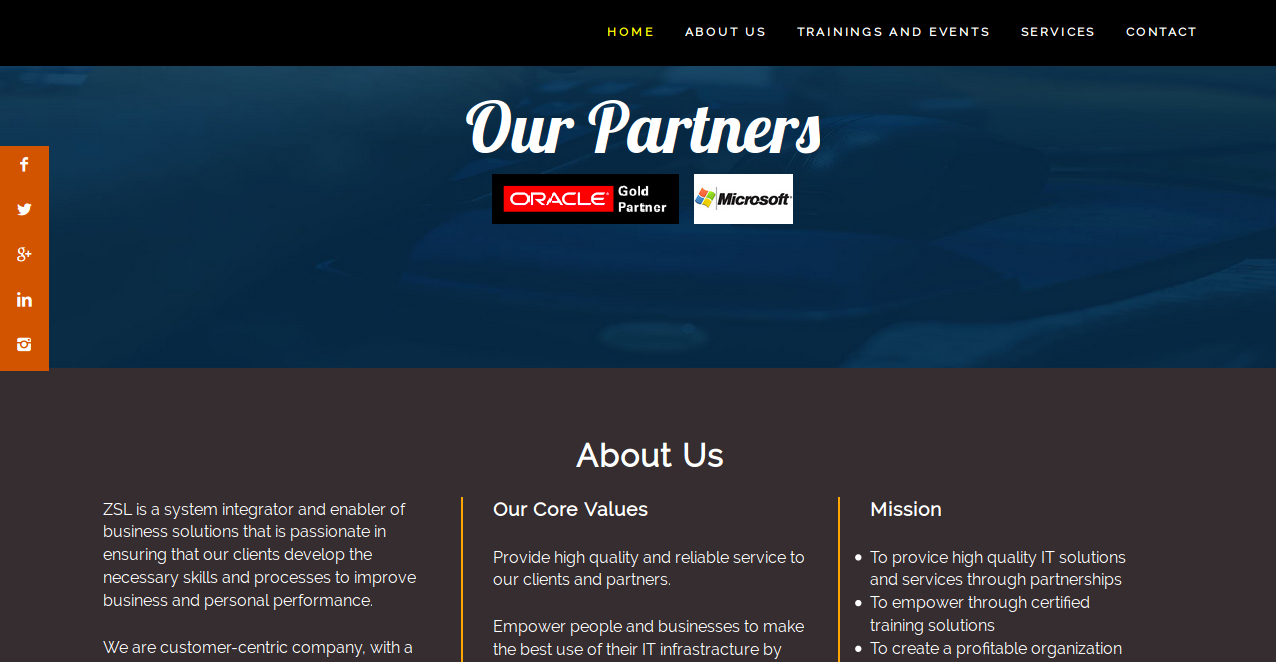 HOME ABOUT US TRAININGS AND EVENTS SERVICES CONTACT
Our Partners
ORACLE Gold
Partner
Microsoft
About Us
ZSL is a system integrator and enabler of
business solutions that is passionate in
ensuring that our clients develop the
necessary skills and processes to improve
business and personal performance.
We are customer-centric company, with a
Our Core Values
Provide high quality and reliable service to
our clients and partners.
Empower people and businesses to make
the best use of their IT infrastracture by
Mission
To provice high quality IT solutions
and services through partnerships
To empower through certified
training solutions
To create a profitable organization